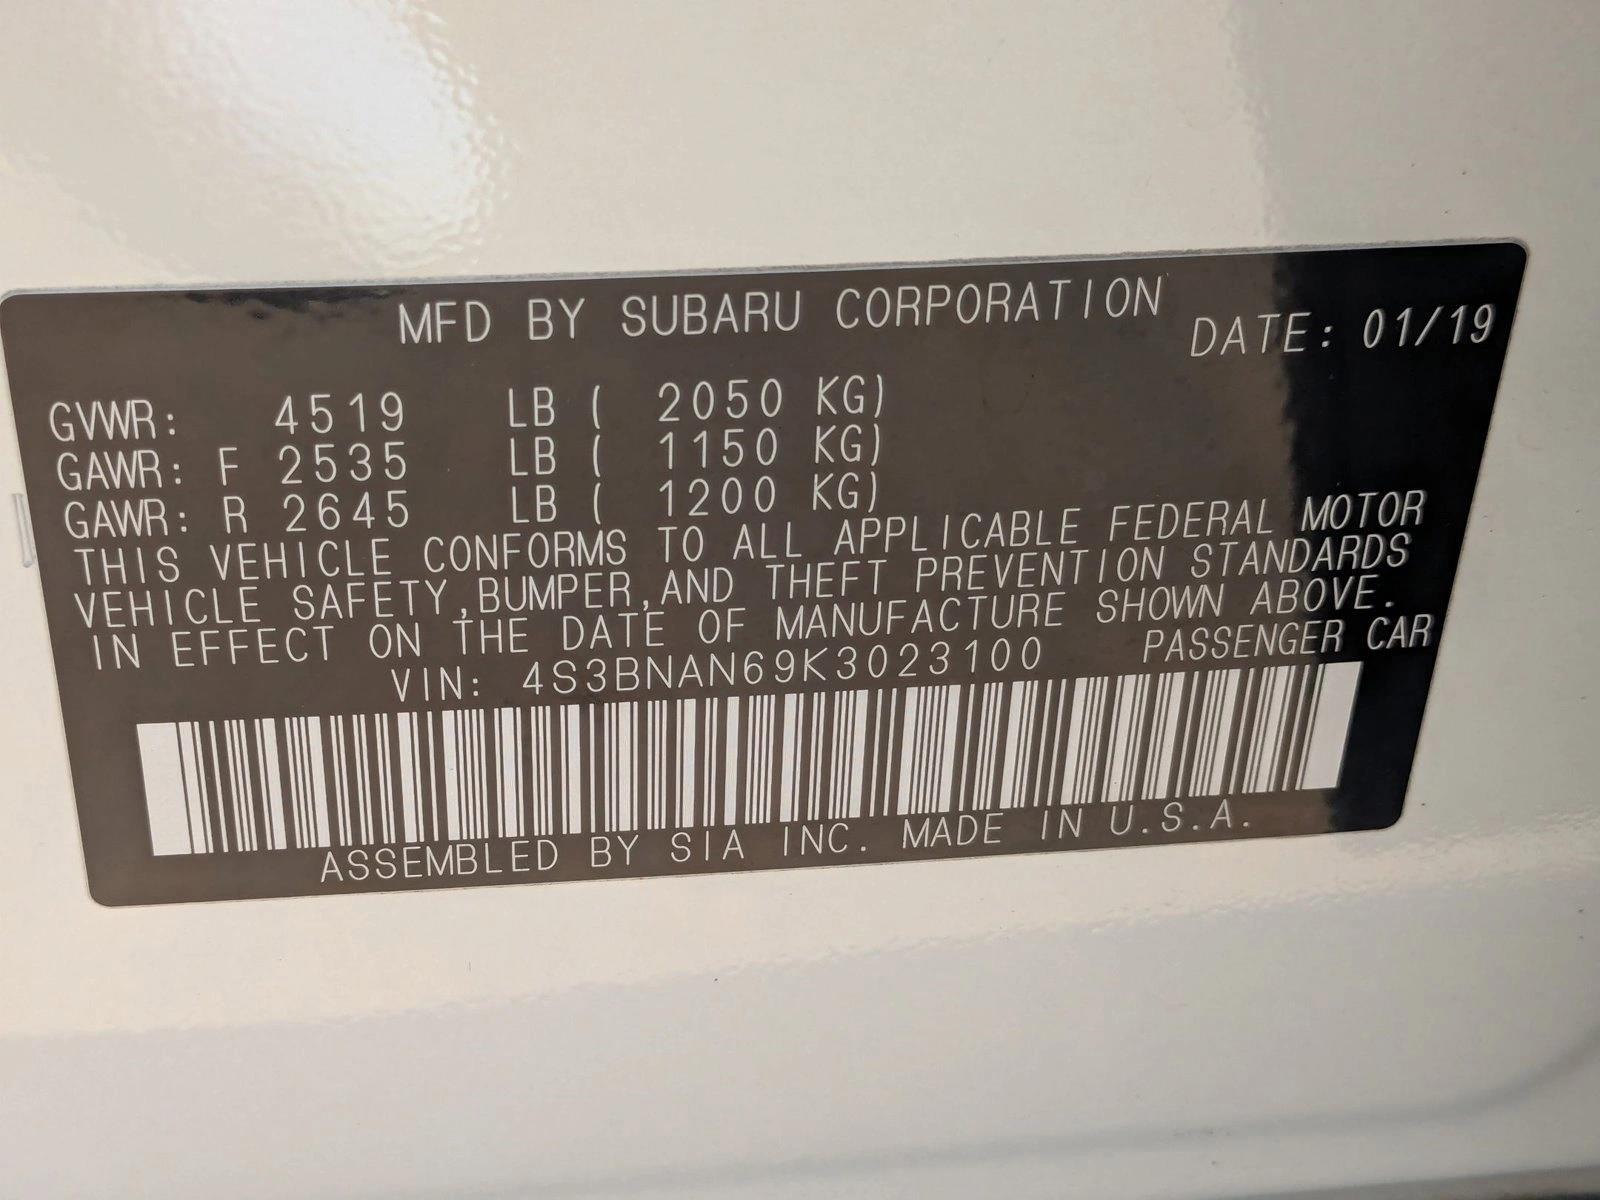 MFD BY SUBARU CORPORATION DATE: 01/19
GVWR: 4519 LB ( 2050 KG)
GAWR: F 2535 LB ( 1150 KG)
GAWR: R 2645 LB ( 1200 KG)
THIS VEHICLE CONFORMS TO ALL APPLICABLE FEDERAL MOTOR
VEHICLE SAFETY,BUMPER,AND THEFT PREVENTION STANDARDS
IN EFFECT ON THE DATE OF MANUFACTURE SHOWN ABOVE.
VIN: 4S3BNAN69K3023100 PASSENGER CAR
ASSEMBLED BY SIA INC. MADE IN U.S.A.